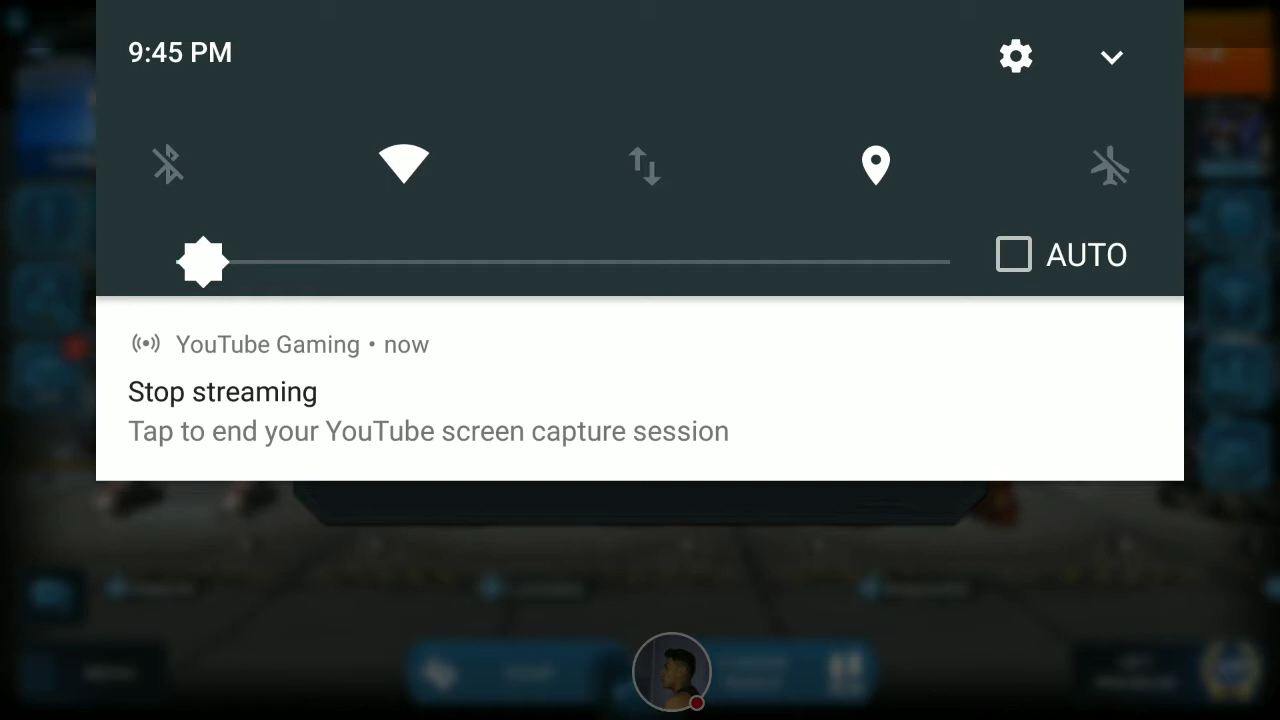 9:45 PM
AUTO
YouTube Gaming • now
Stop streaming
Tap to end your YouTube screen capture session